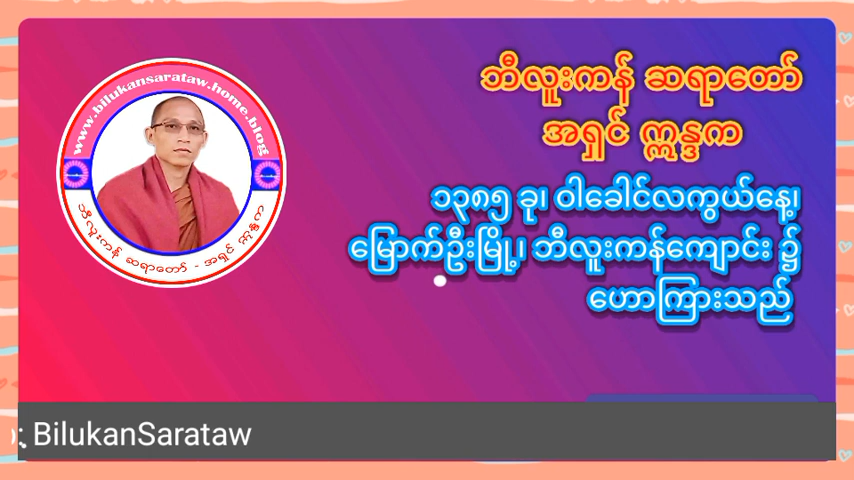 www.bilukansarataw.home.blog
ဘီလူးကန် ဆရာတော် - အရှင် ဣန္ဒက
ဘီလူးကန် ဆရာတော်
အရှင် ဣန္ဒက
၁၃၈၅ ခု၊ ဝါခေါင်လကွယ်နေ့၊
မြောက်ဦးမြို့၊ ဘီလူးကန်ကျောင်း ၌
ဟောကြားသည်
BilukanSarataw